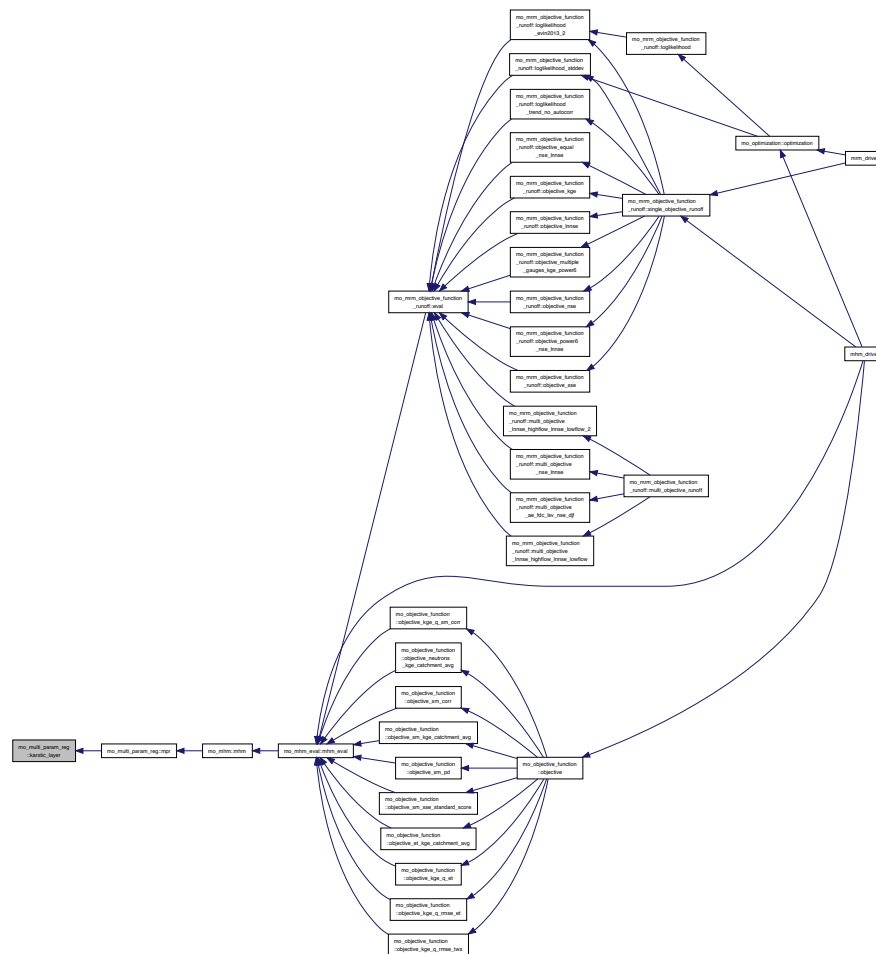 mo_mrm_objective_function
_runoff::loglikelihood
_evin2013_2
mo_mrm_objective_function
_runoff::loglikelihood
mo_mrm_objective_function
_runoff::loglikelihood_stddev
mo_mrm_objective_function
_runoff::loglikelihood
_trend_no_autocorr
mo_mrm_objective_function
_runoff::objective_equal
_nse_lnnse
mo_optimization::optimization
mrm_drive
mo_mrm_objective_function
_runoff::objective_kge
mo_mrm_objective_function
_runoff::single_objective_runoff
mo_mrm_objective_function
_runoff::objective_lnnse
mo_mrm_objective_function
_runoff::objective_multiple
_gauges_kge_power6
mo_mrm_objective_function
_runoff::eval
mo_mrm_objective_function
_runoff::objective_nse
mo_mrm_objective_function
_runoff::objective_power6
_nse_lnnse
mhm_drive
mo_mrm_objective_function
_runoff::objective_sse
mo_mrm_objective_function
_runoff::multi_objective
_lnnse_highflow_lnnse_lowflow_2
mo_mrm_objective_function
_runoff::multi_objective
_nse_lnnse
mo_mrm_objective_function
_runoff::multi_objective_runoff
mo_mrm_objective_function
_runoff::multi_objective
_ae_fdc_lsv_nse_djf
mo_mrm_objective_function
_runoff::multi_objective
_lnnse_highflow_lnnse_lowflow
mo_objective_function
::objective_kge_q_sm_corr
mo_objective_function
::objective_neutrons
_kge_catchment_avg
mo_objective_function
::objective_sm_corr
mo_objective_function
::objective_sm_kge_catchment_avg
mo_multi_param_reg
::karstic_layer
mo_multi_param_reg::mpr
mo_mhm::mhm
mo_mhm_eval::mhm_eval
mo_objective_function
::objective_sm_pd
mo_objective_function
::objective
mo_objective_function
::objective_sm_sse_standard_score
mo_objective_function
::objective_et_kge_catchment_avg
mo_objective_function
::objective_kge_q_et
mo_objective_function
::objective_kge_q_rmse_et
mo_objective_function
::objective_kge_q_rmse_tws